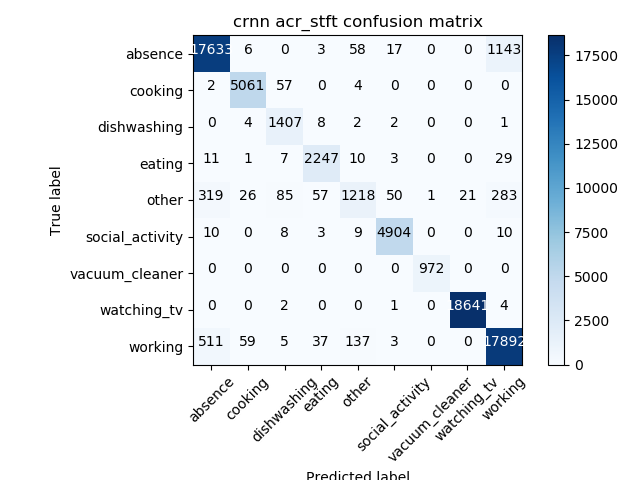 crnn acr_stft confusion matrix
True label
absence 17633 6 0 3 58 17 0 0 1143
cooking 2 5061 57 0 4 0 0 0 0
dishwashing 0 4 1407 8 2 2 0 0 1
eating 11 1 7 2247 10 3 0 0 29
other 319 26 85 57 1218 50 1 21 283
social_activity 10 0 8 3 9 4904 0 0 10
vacuum_cleaner 0 0 0 0 0 0 972 0 0
watching_tv 0 0 2 0 0 1 0 18641 4
working 511 59 5 37 137 3 0 0 17892
absence cooking dishwashing eating other social_activity vacuum_cleaner watching_tv working
Predicted label
17500
15000
12500
10000
7500
5000
2500
0